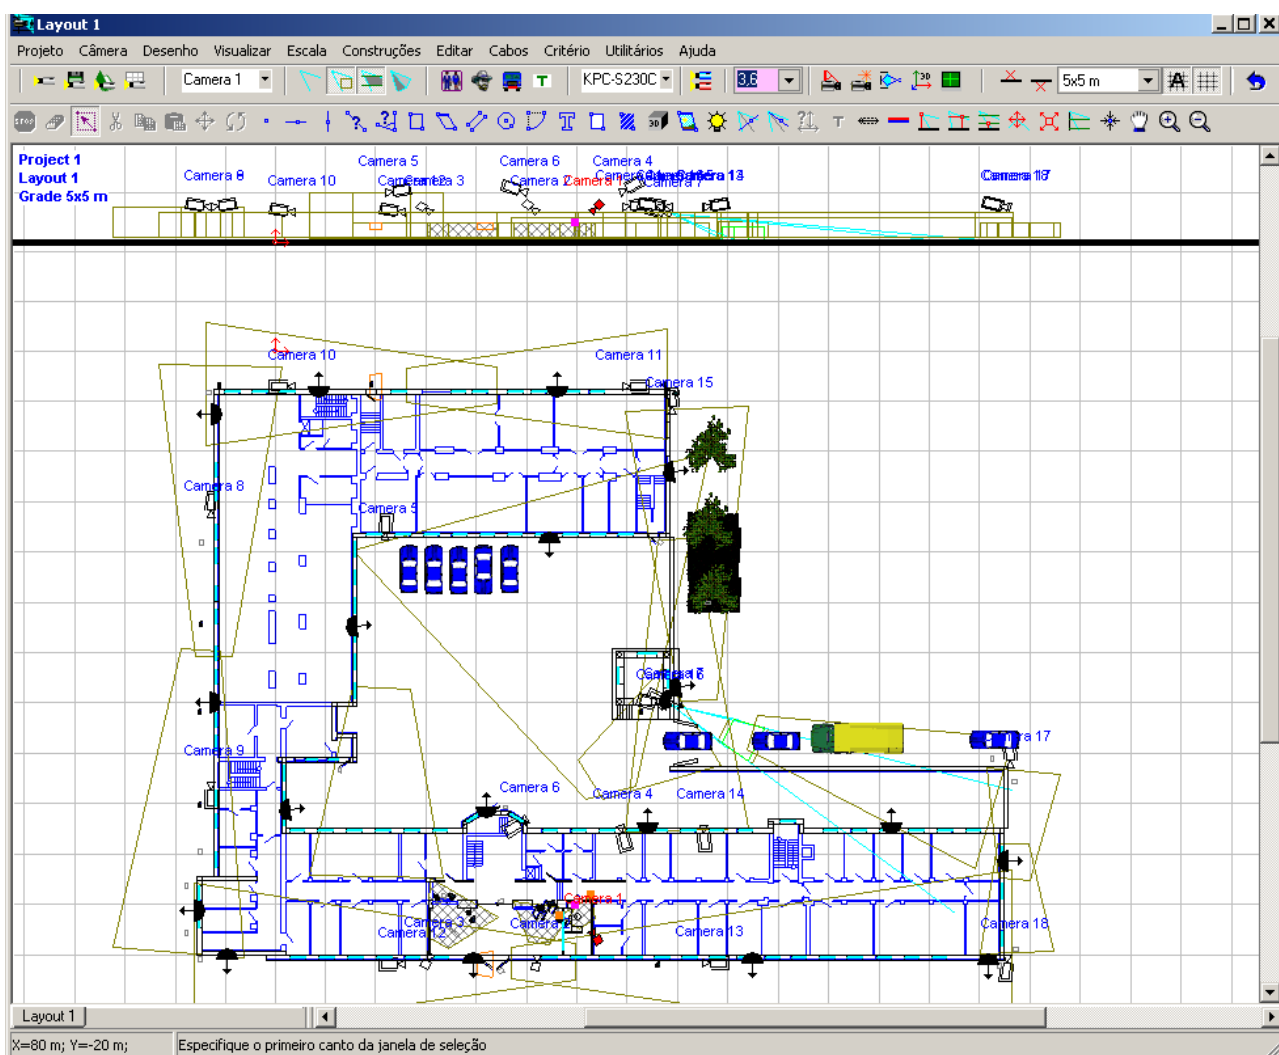 Layout 1
Projeto Câmera Desenho Visualizar Escala Construções Editar Cabos Critério Utilitários Ajuda
Camera 1 KPC-S230C 3.6 5x5 m
Project 1
Layout 1
Grade 5x5 m
Camera 5 Camera 6 Camera 4
Camera 10 Camera 3 Camera 2 Camera 1
Camera 10 Camera 11
Camera 15
Camera 8
Camera 5
Camera 9
Camera 17
Camera 6 Camera 4 Camera 14
Camera 1
Camera 3
Camera 12 Camera 13 Camera 18
Layout 1
X=80 m; Y=-20 m; Especifique o primeiro canto da janela de seleção